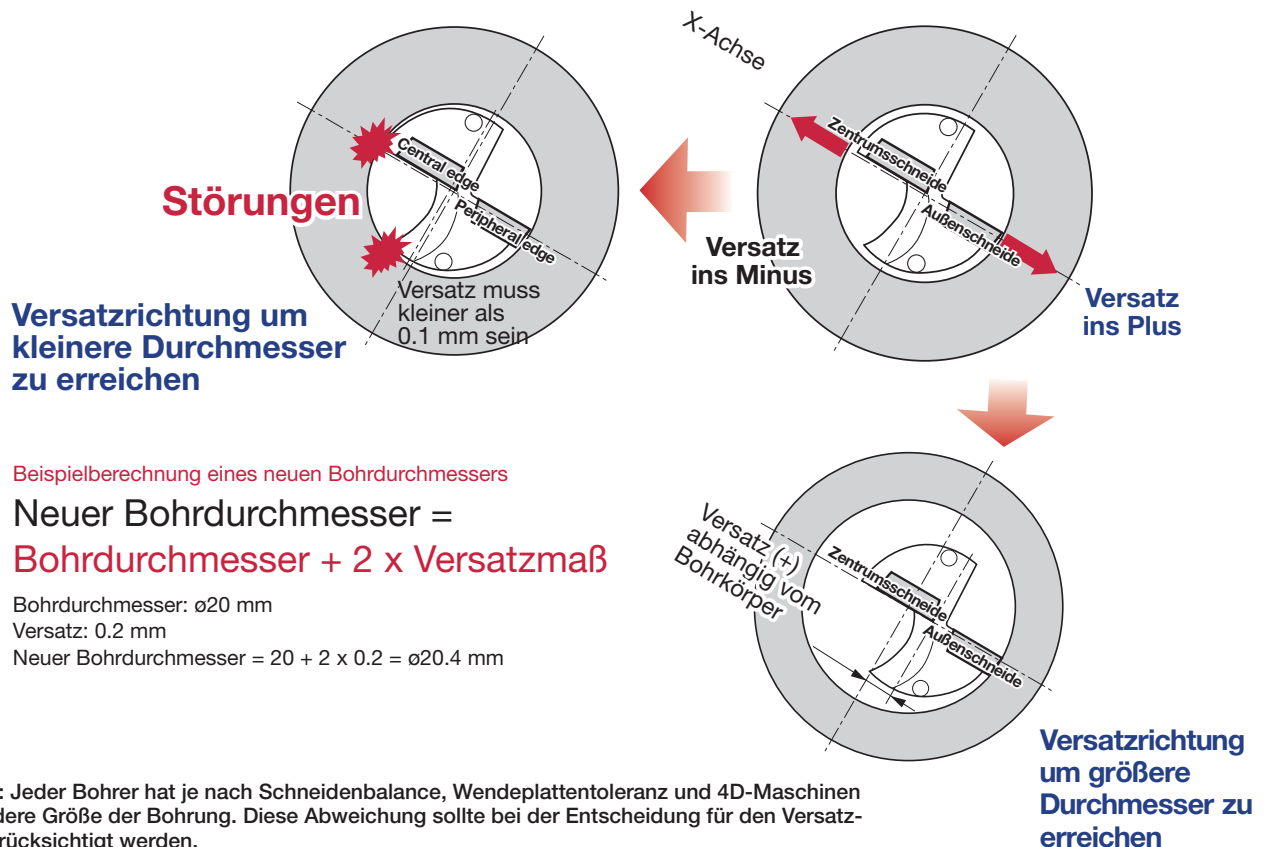 X-Achse
Central edge
Peripheral edge
Störungen
Versatz muss
kleiner als
0.1 mm sein
Versatzrichtung um
kleinere Durchmesser
zu erreichen
Zentrumsschneide
Außenschneide
Versatz
ins Minus
Versatz
ins Plus
Beispielberechnung eines neuen Bohrdurchmessers
Neuer Bohrdurchmesser =
Bohrdurchmesser + 2 x Versatzmaß
Bohrdurchmesser: ø20 mm
Versatz: 0.2 mm
Neuer Bohrdurchmesser = 20 + 2 x 0.2 = ø20.4 mm
Versatz (+)
abhängig vom
Bohrkörper
Zentrumsschneide
Außenschneide
Versatzrichtung
um größere
Durchmesser zu
erreichen
: Jeder Bohrer hat je nach Schneidenbalance, Wendeplattentoleranz und 4D-Maschinen
dere Größe der Bohrung. Diese Abweichung sollte bei der Entscheidung für den Versatz-
rücksichtigt werden.